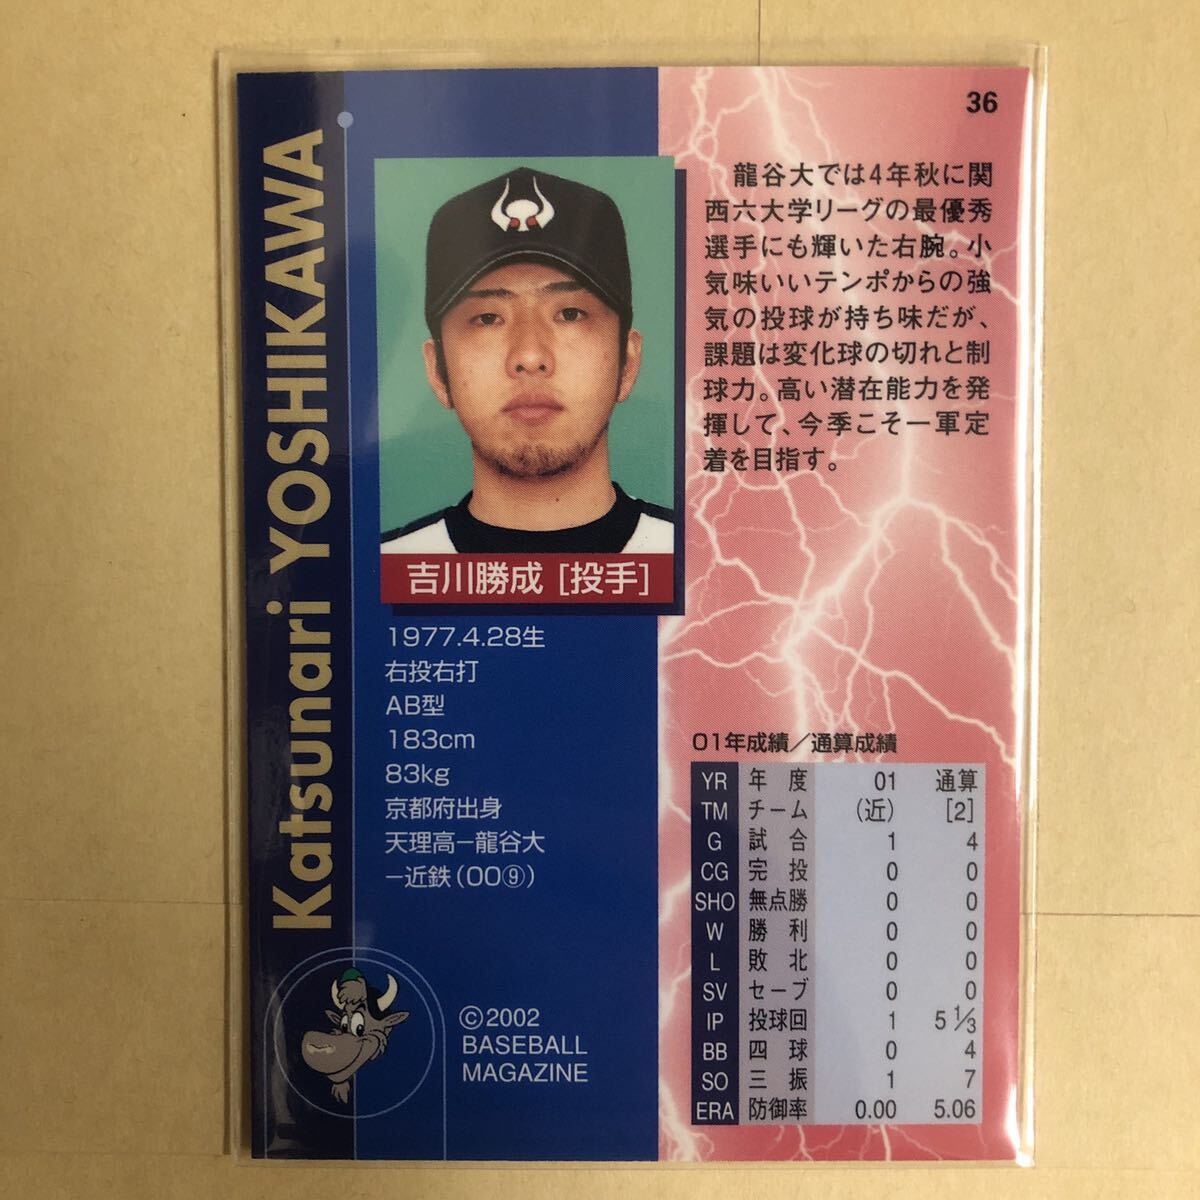 36
Katsunari YOSHIKAWA
龍谷大では4年秋に関
西六大学リーグの最優秀
選手にも輝いた右腕。小
気味いいテンポからの強
気の投球が持ち味だが、
課題は変化球の切れと制
球力。高い潜在能力を発
揮して、今季こそ一軍定
着を目指す。
吉川勝成 [投手]
1977.4.28生
右投右打
AB型
183cm
83kg
京都府出身
天理高−龍谷大
−近鉄(00⑨)
©2002
BASEBALL
MAGAZINE
01年成績/通算成績
YR 年度 01 通算
TM チーム (近) [2]
G 試合 1 4
CG 完投 0 0
SHO 無点勝 0 0
W 勝利 0 0
L 敗北 0 0
SV セーブ 0 0
IP 投球回 1 5 1/3
BB 四球 0 4
SO 三振 1 7
ERA 防御率 0.00 5.06